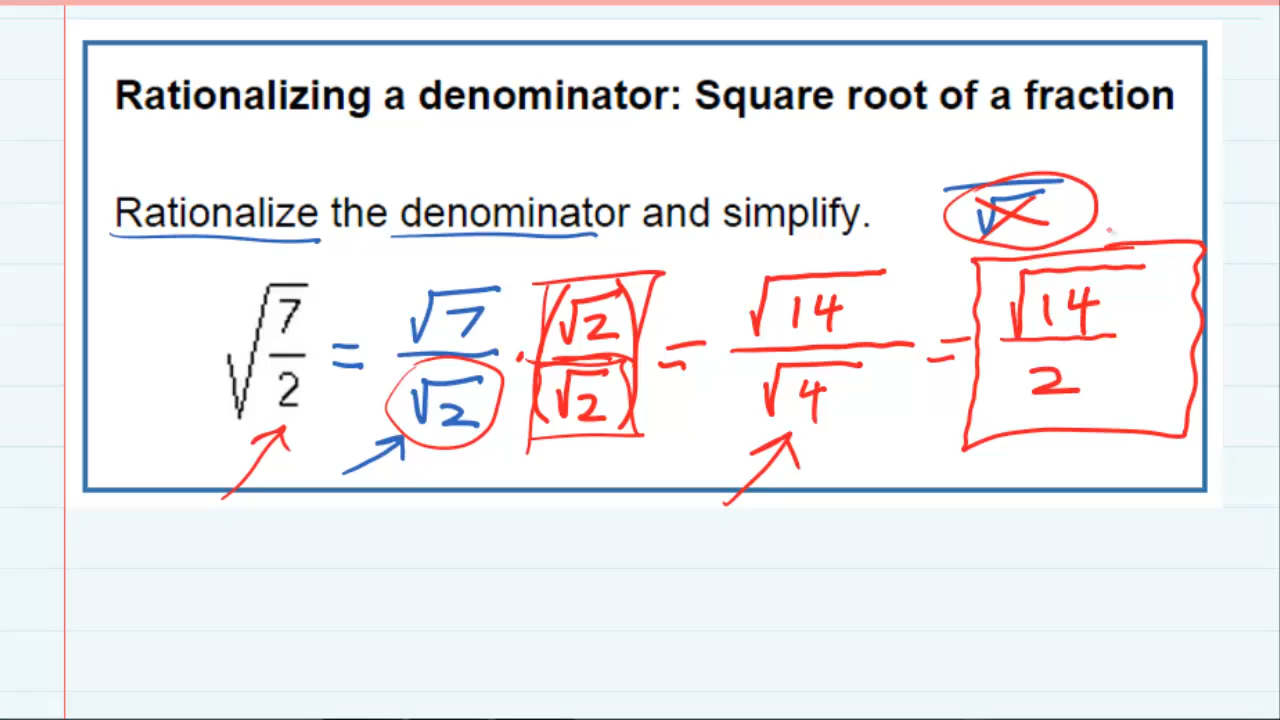 Rationalizing a denominator: Square root of a fraction
Rationalize the denominator and simplify.
√
√(7/2) = √7/√2 · (√2)/(√2) = √14/√4 = √14/2